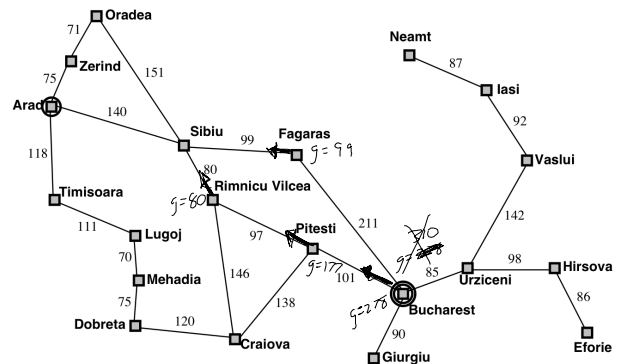 Oradea
71
Neamt
Zerind
87
75
151
Iasi
Arad
140
92
Sibiu
99
Fagaras
g=99
118
80
Vaslui
Rimnicu Vilcea
Timisoara
g=80
211
111
Pitesti
142
Lugoj
97
310
70
g=177
101
85
98
Hirsova
146
Urziceni
Mehadia
138
g=278
86
75
Bucharest
Dobreta
120
90
Craiova
Eforie
Giurgiu